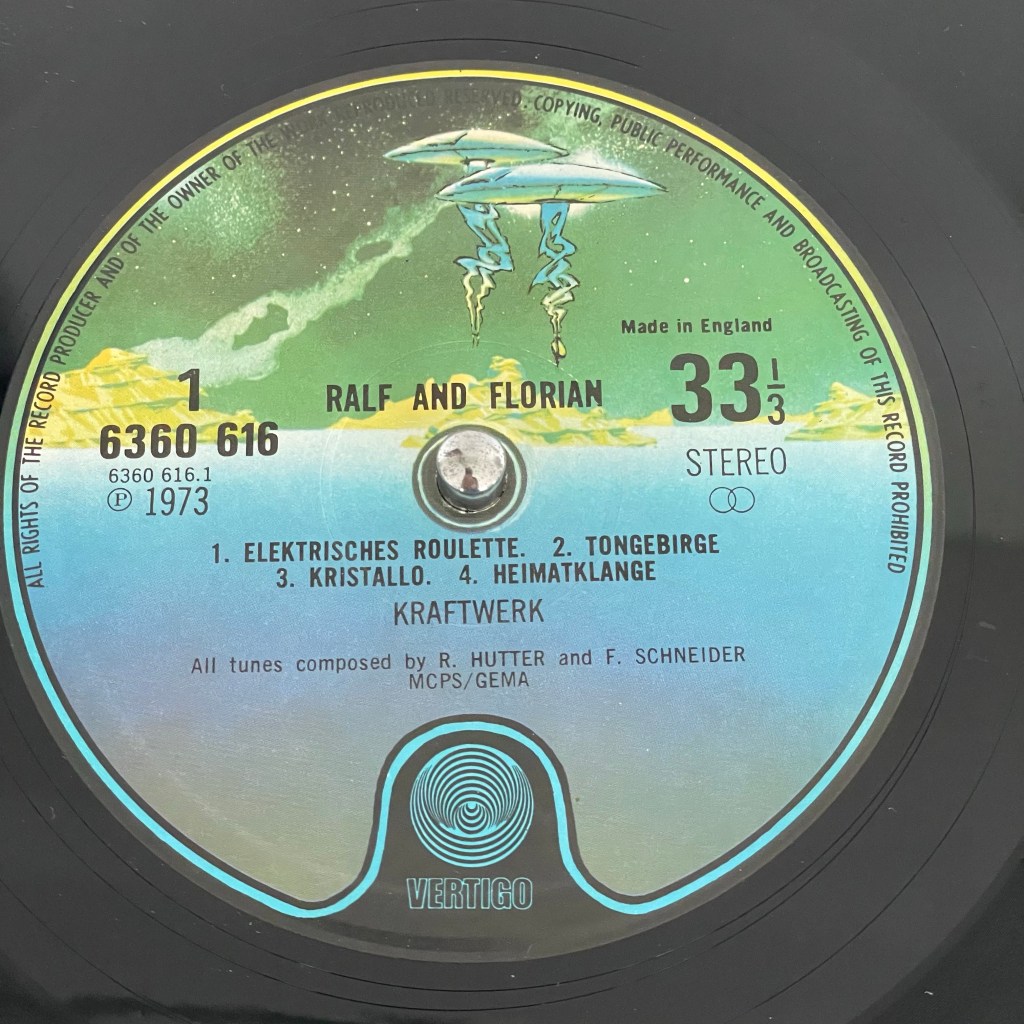 ALL RIGHTS OF THE RECORD PRODUCER AND OF THE OWNER OF THE WORK REPRODUCED RESERVED. COPYING, PUBLIC PERFORMANCE AND BROADCASTING OF THIS RECORD PROHIBITED
Made in England
1
RALF AND FLORIAN
33 1/3
6360 616
STEREO
6360 616.1
Ⓟ 1973
1. ELEKTRISCHES ROULETTE. 2. TONGEBIRGE
3. KRISTALLO. 4. HEIMATKLANGE
KRAFTWERK
All tunes composed by R. HUTTER and F. SCHNEIDER
MCPS/GEMA
VERTIGO